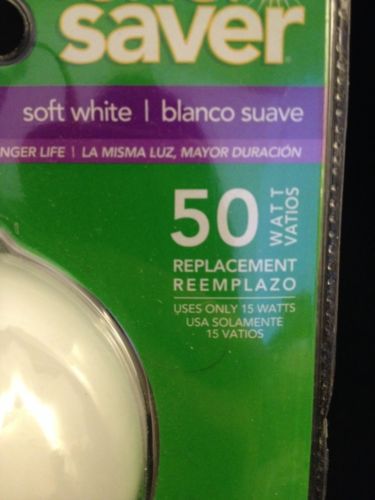 saver
soft white | blanco suave
NGER LIFE | LA MISMA LUZ, MAYOR DURACIÓN
50 WATT
VATIOS
REPLACEMENT
REEMPLAZO
USES ONLY 15 WATTS
USA SOLAMENTE
15 VATIOS